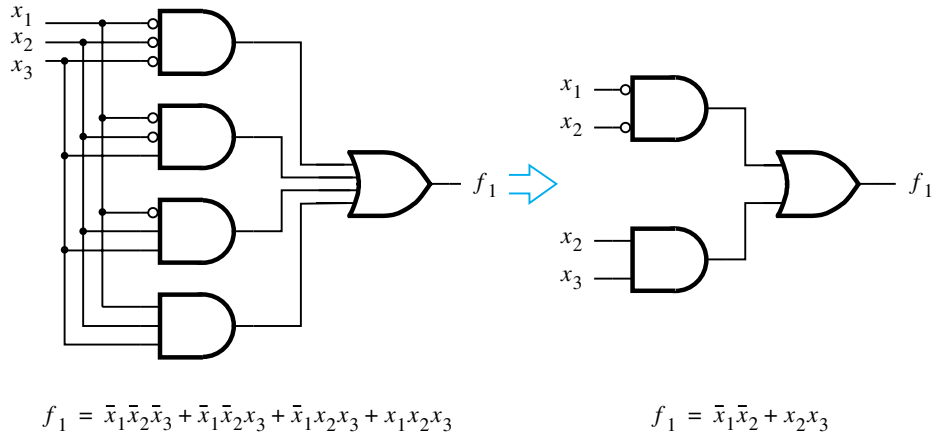 x₁
x₂
x₃
f₁
x₁
x₂
x₂
x₃
f₁
f₁ = x̄₁x̄₂x̄₃ + x̄₁x̄₂x₃ + x̄₁x₂x₃ + x₁x₂x₃
f₁ = x̄₁x̄₂ + x₂x₃